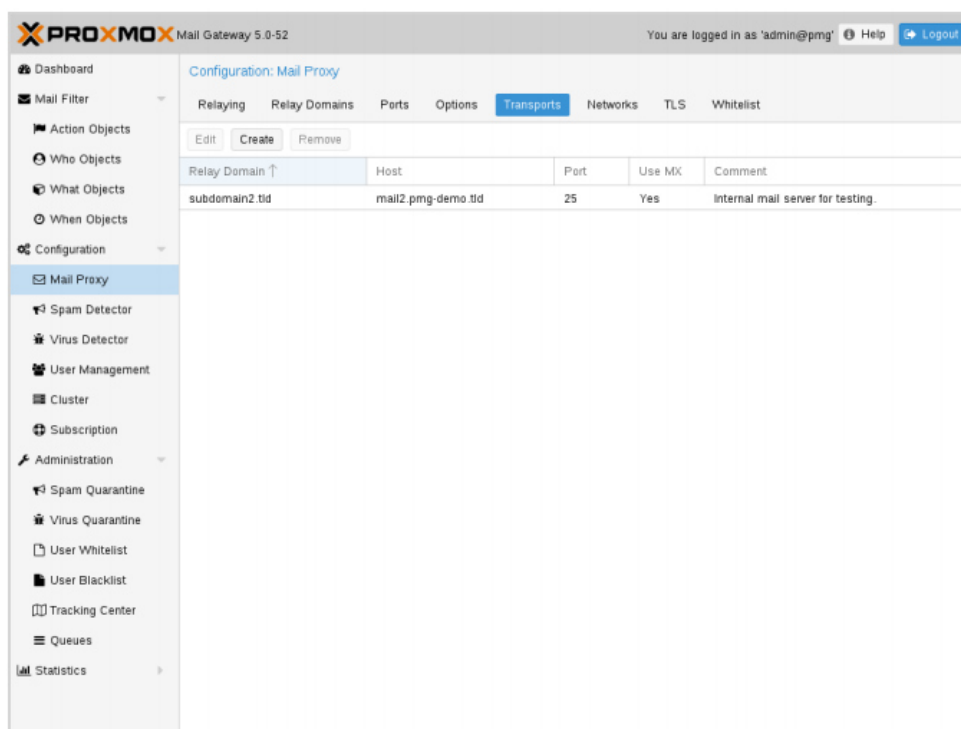 PROXMOX Mail Gateway 5.0-52 You are logged in as 'admin@pmg' Help Logout
Dashboard
Mail Filter
Action Objects
Who Objects
What Objects
When Objects
Configuration
Mail Proxy
Spam Detector
Virus Detector
User Management
Cluster
Subscription
Administration
Spam Quarantine
Virus Quarantine
User Whitelist
User Blacklist
Tracking Center
Queues
Statistics
Configuration: Mail Proxy
Relaying Relay Domains Ports Options Transports Networks TLS Whitelist
Edit Create Remove
Relay Domain ↑ Host Port Use MX Comment
subdomain2.tld mail2.pmg-demo.tld 25 Yes Internal mail server for testing.